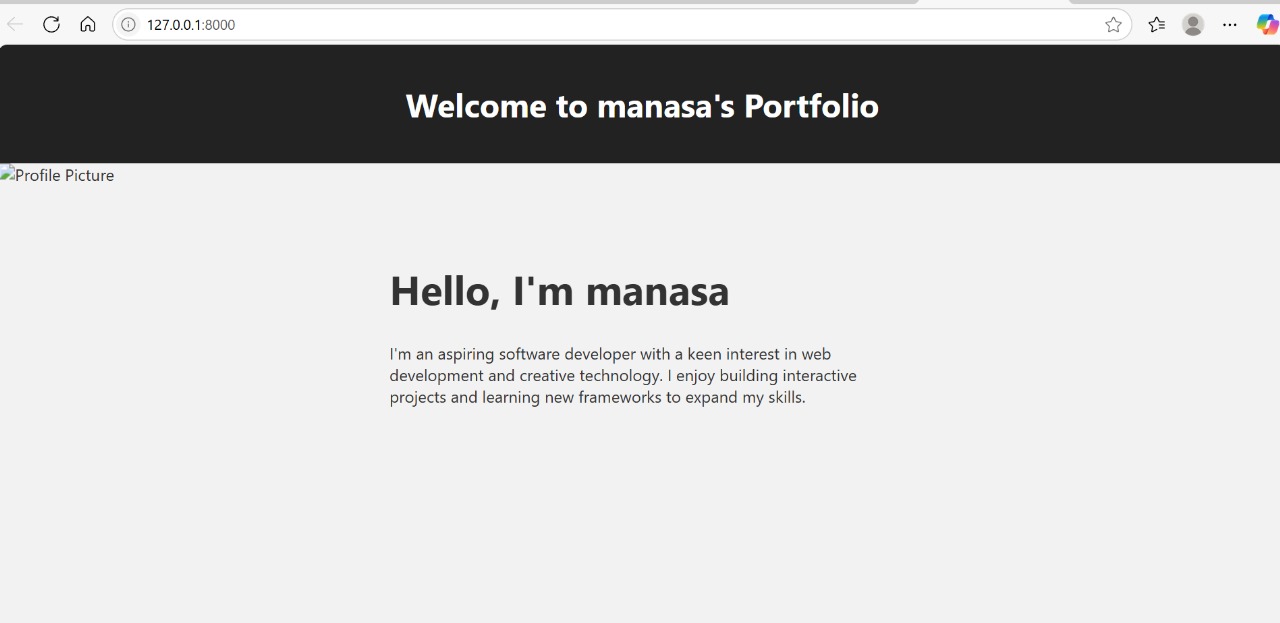 127.0.0.1:8000
Welcome to manasa's Portfolio
Profile Picture
Hello, I'm manasa
I'm an aspiring software developer with a keen interest in web
development and creative technology. I enjoy building interactive
projects and learning new frameworks to expand my skills.